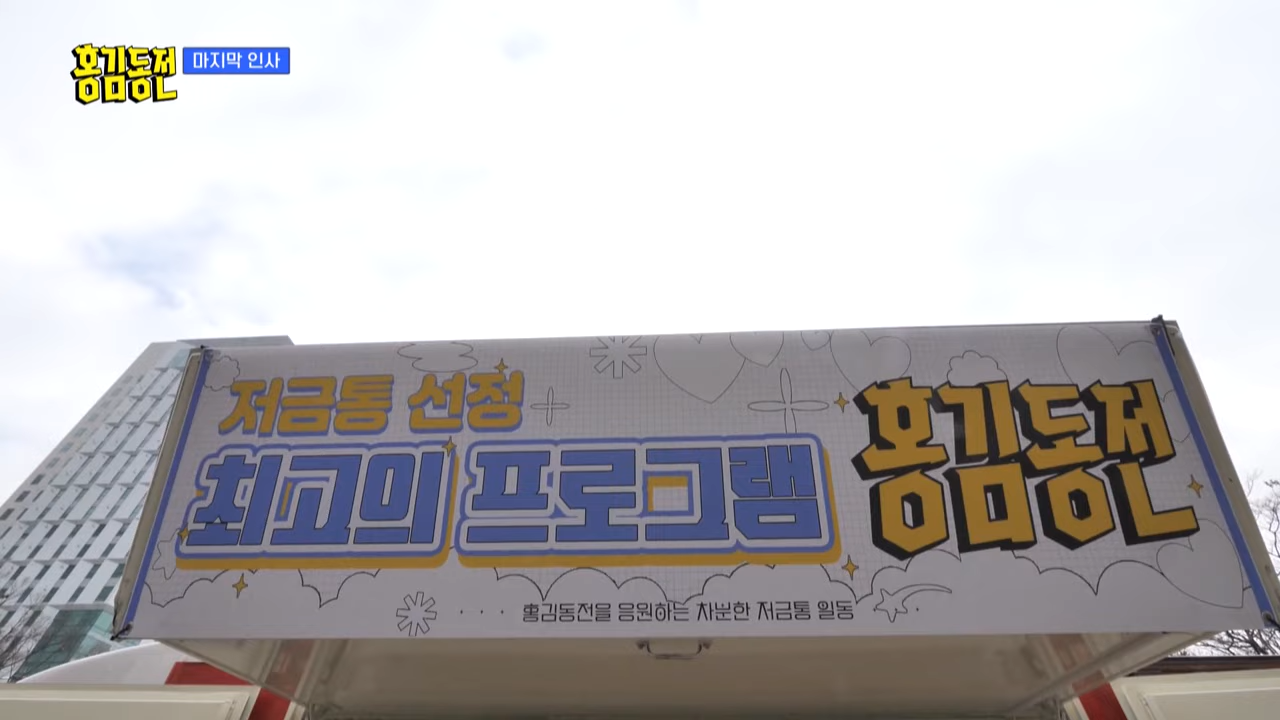 홍김동전
마지막 인사
저금통 선정
최고의 프로그램
홍김동전
홍김동전을 응원하는 차분한 저금통 일동